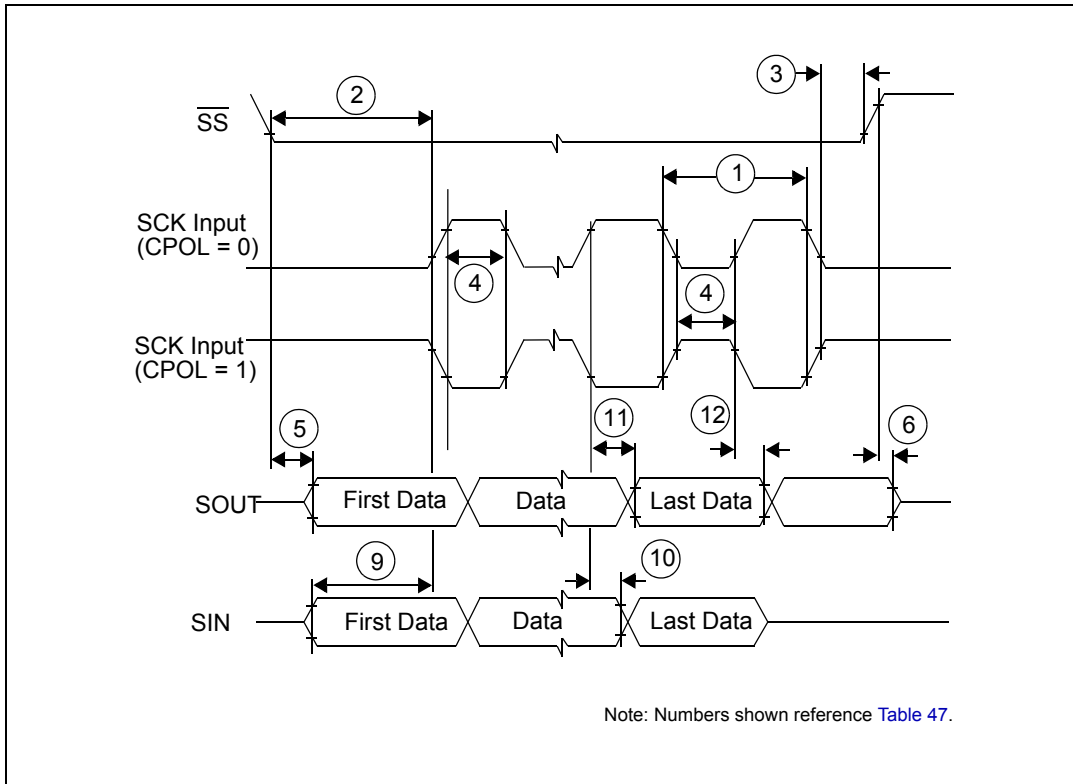 3
2
SS
1
SCK Input
(CPOL = 0)
4
4
SCK Input
(CPOL = 1)
11
12
5
6
SOUT
First Data
Data
Last Data
9
10
SIN
First Data
Data
Last Data
Note: Numbers shown reference Table 47.